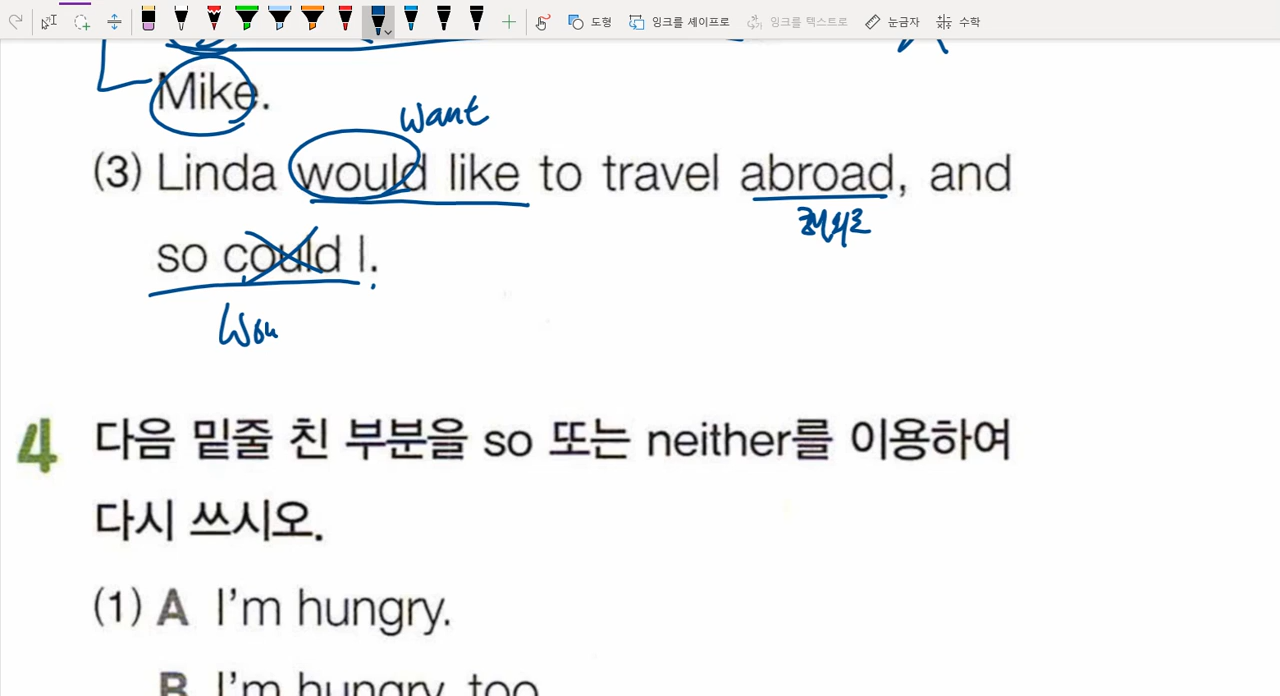 도형 잉크를 셰이프로 잉크를 텍스트로 눈금자 수학
Mike.
want
(3) Linda would like to travel abroad, and
해외로
so could I.
Wou
4 다음 밑줄 친 부분을 so 또는 neither를 이용하여
다시 쓰시오.
(1) A I'm hungry.
B I'm hungry, too